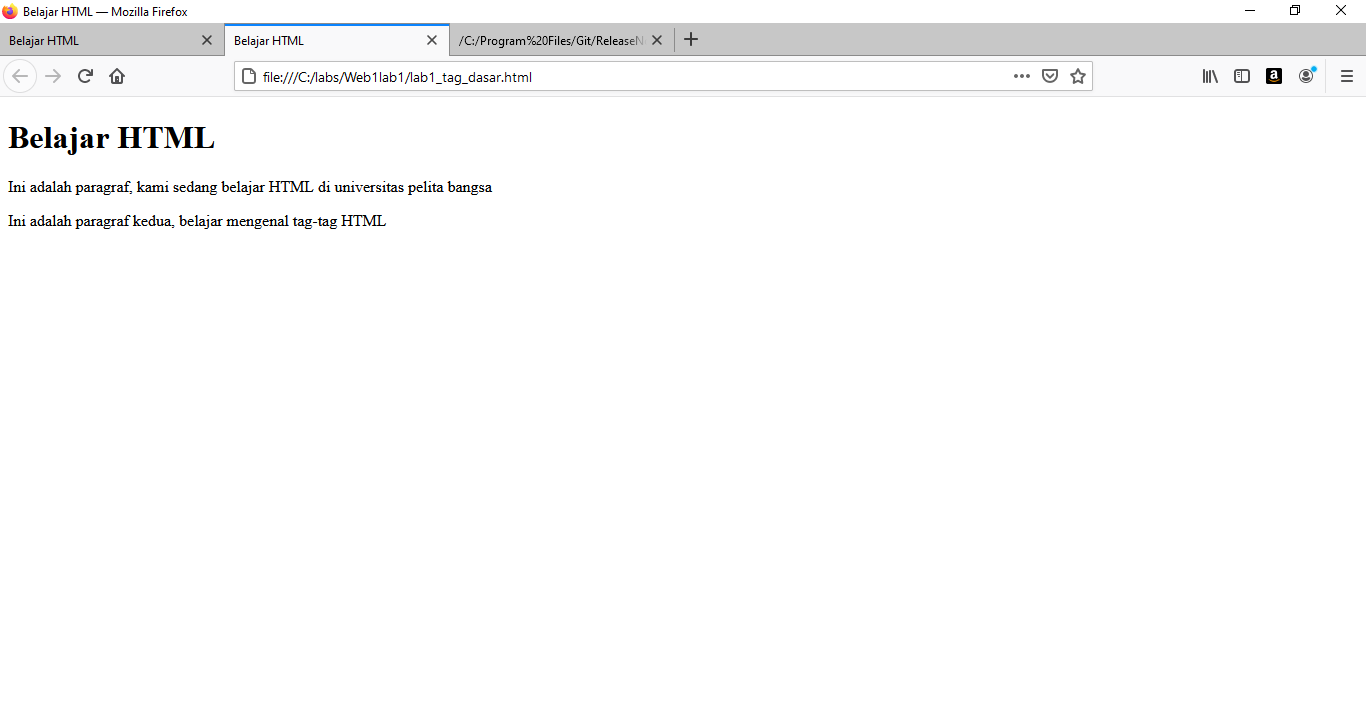 Belajar HTML — Mozilla Firefox
Belajar HTML
Belajar HTML
/C:/Program%20Files/Git/ReleaseN
file:///C:/labs/Web1lab1/lab1_tag_dasar.html
a
Belajar HTML
Ini adalah paragraf, kami sedang belajar HTML di universitas pelita bangsa
Ini adalah paragraf kedua, belajar mengenal tag-tag HTML